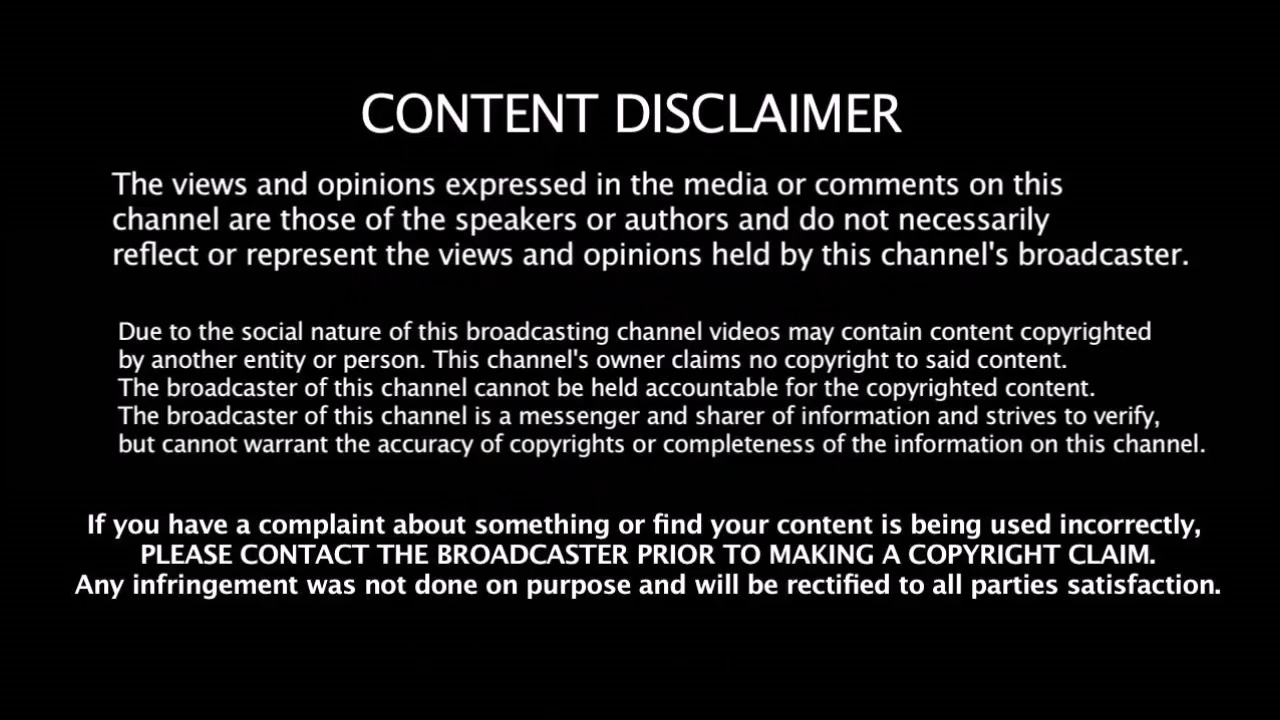 CONTENT DISCLAIMER
The views and opinions expressed in the media or comments on this
channel are those of the speakers or authors and do not necessarily
reflect or represent the views and opinions held by this channel's broadcaster.
Due to the social nature of this broadcasting channel videos may contain content copyrighted
by another entity or person. This channel's owner claims no copyright to said content.
The broadcaster of this channel cannot be held accountable for the copyrighted content.
The broadcaster of this channel is a messenger and sharer of information and strives to verify,
but cannot warrant the accuracy of copyrights or completeness of the information on this channel.
If you have a complaint about something or find your content is being used incorrectly,
PLEASE CONTACT THE BROADCASTER PRIOR TO MAKING A COPYRIGHT CLAIM.
Any infringement was not done on purpose and will be rectified to all parties satisfaction.